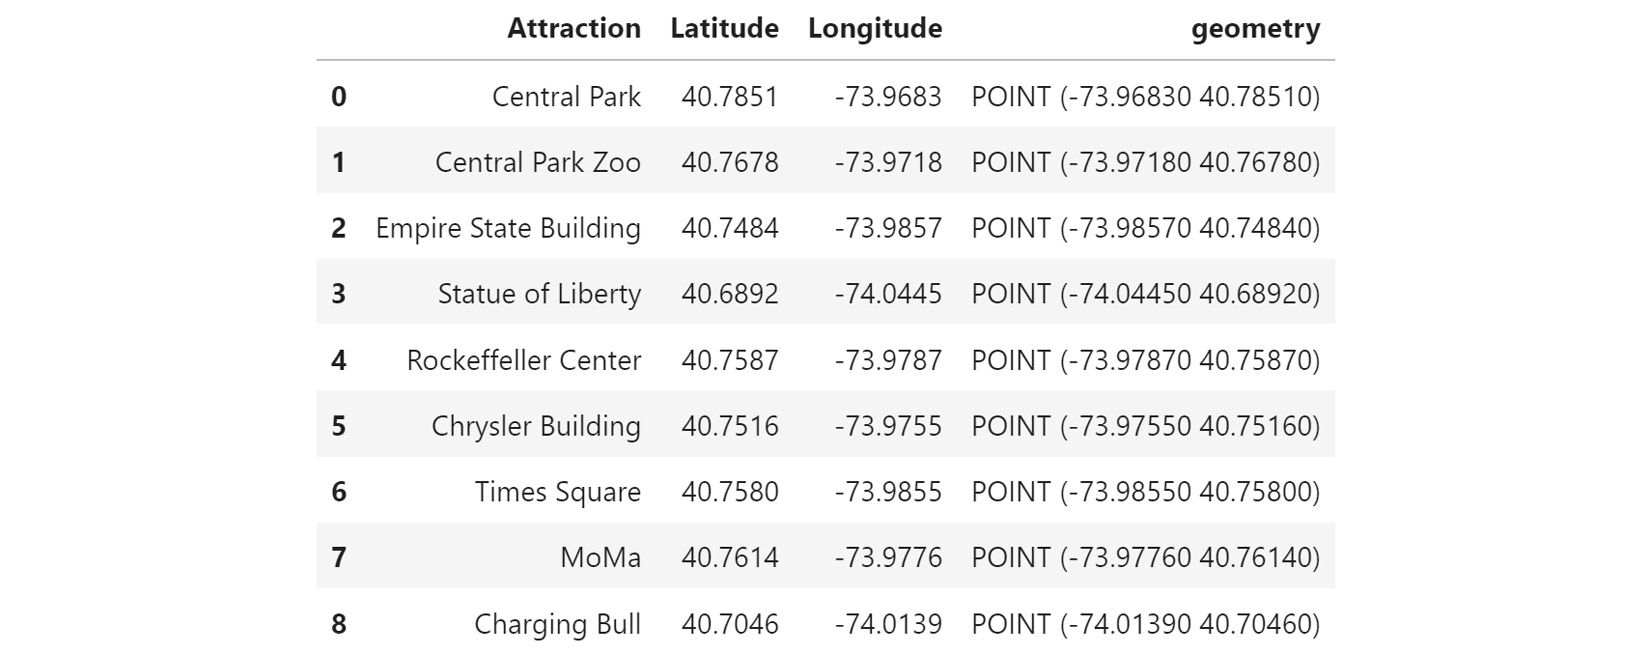 Attraction Latitude Longitude geometry
0 Central Park 40.7851 -73.9683 POINT (-73.96830 40.78510)
1 Central Park Zoo 40.7678 -73.9718 POINT (-73.97180 40.76780)
2 Empire State Building 40.7484 -73.9857 POINT (-73.98570 40.74840)
3 Statue of Liberty 40.6892 -74.0445 POINT (-74.04450 40.68920)
4 Rockeffeller Center 40.7587 -73.9787 POINT (-73.97870 40.75870)
5 Chrysler Building 40.7516 -73.9755 POINT (-73.97550 40.75160)
6 Times Square 40.7580 -73.9855 POINT (-73.98550 40.75800)
7 MoMa 40.7614 -73.9776 POINT (-73.97760 40.76140)
8 Charging Bull 40.7046 -74.0139 POINT (-74.01390 40.70460)